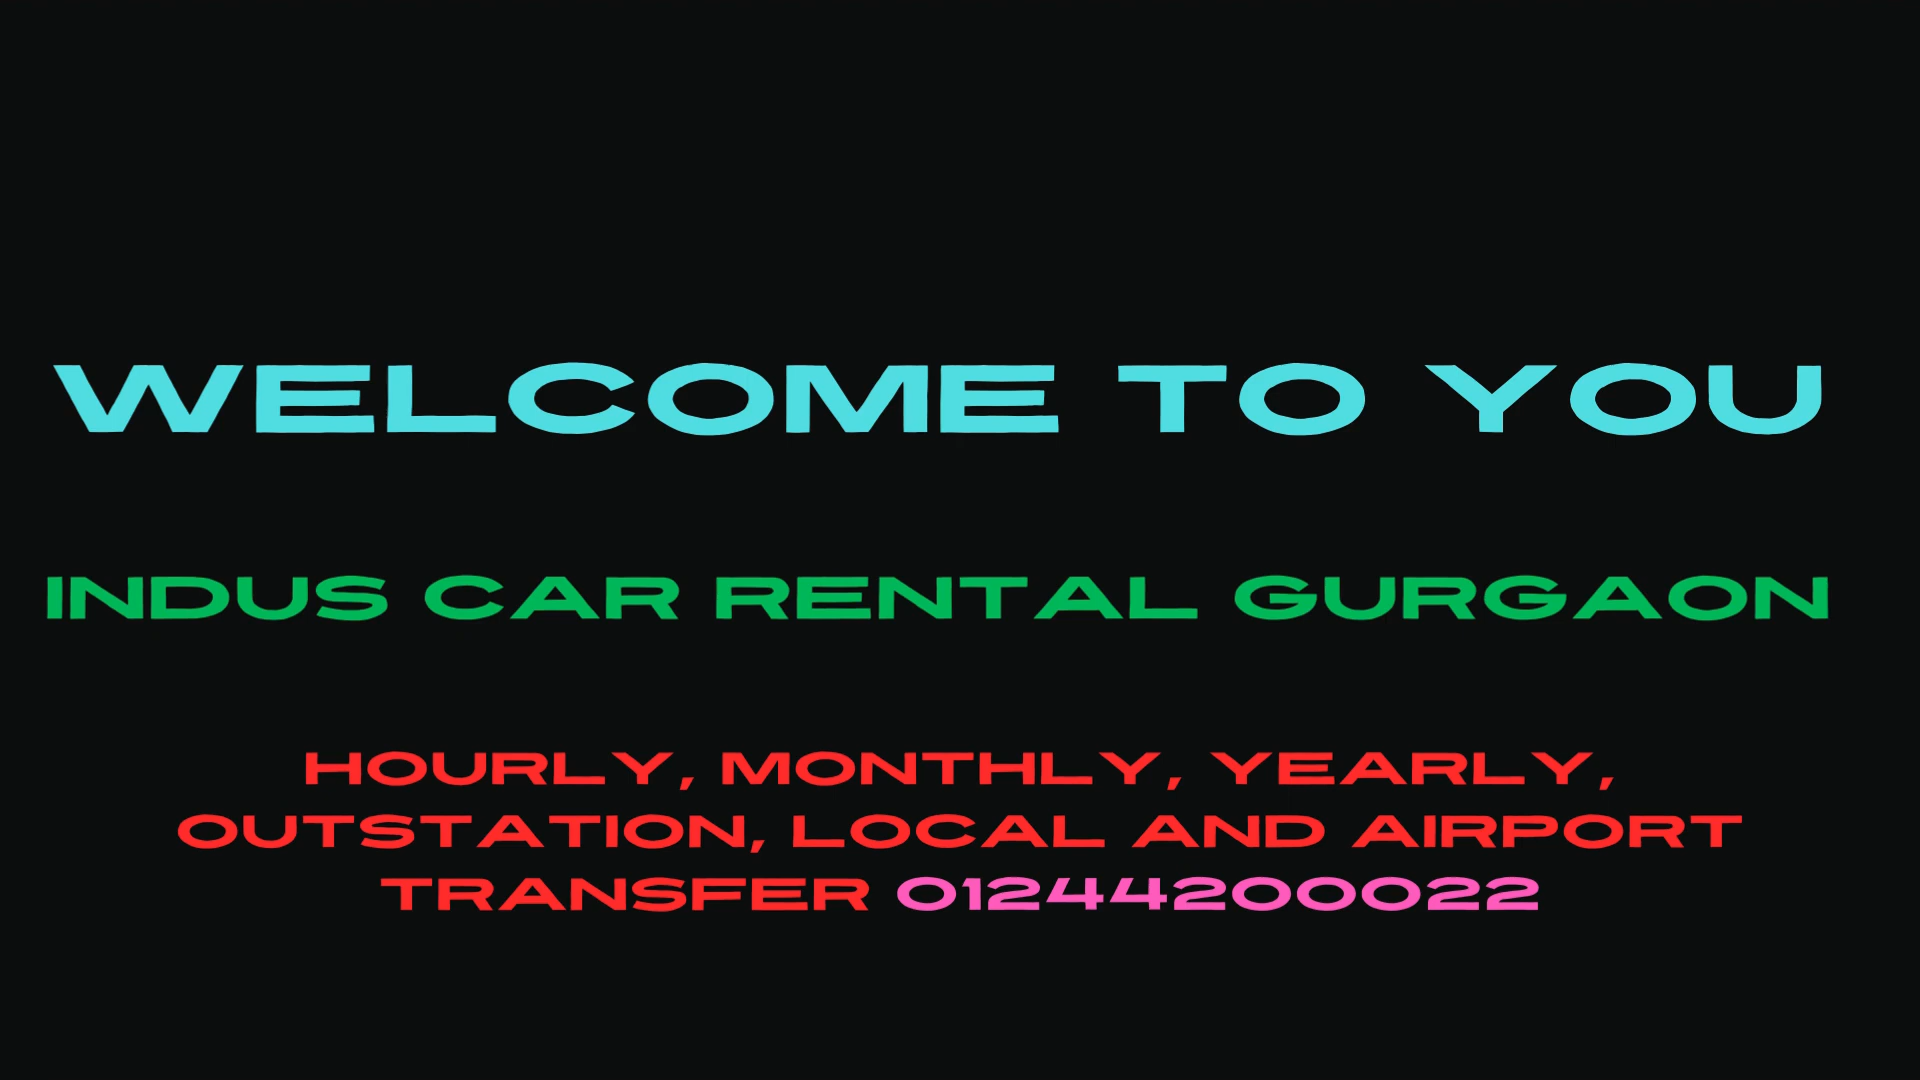 WELCOME TO YOU
INDUS CAR RENTAL GURGAON
HOURLY, MONTHLY, YEARLY,
OUTSTATION, LOCAL AND AIRPORT
TRANSFER 01244200022